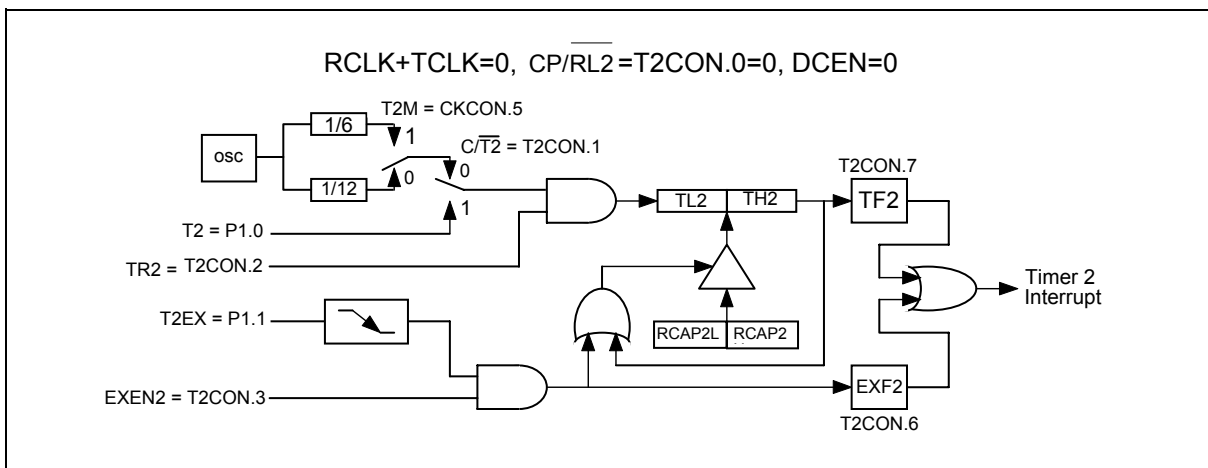 RCLK+TCLK=0, CP/RL2=T2CON.0=0, DCEN=0
T2M = CKCON.5
1/6
1
osc
C/T2 = T2CON.1
0
0
1/12
1
T2CON.7
TL2
TH2
TF2
T2 = P1.0
TR2 = T2CON.2
Timer 2
Interrupt
T2EX = P1.1
RCAP2L
RCAP2
EXEN2 = T2CON.3
EXF2
T2CON.6